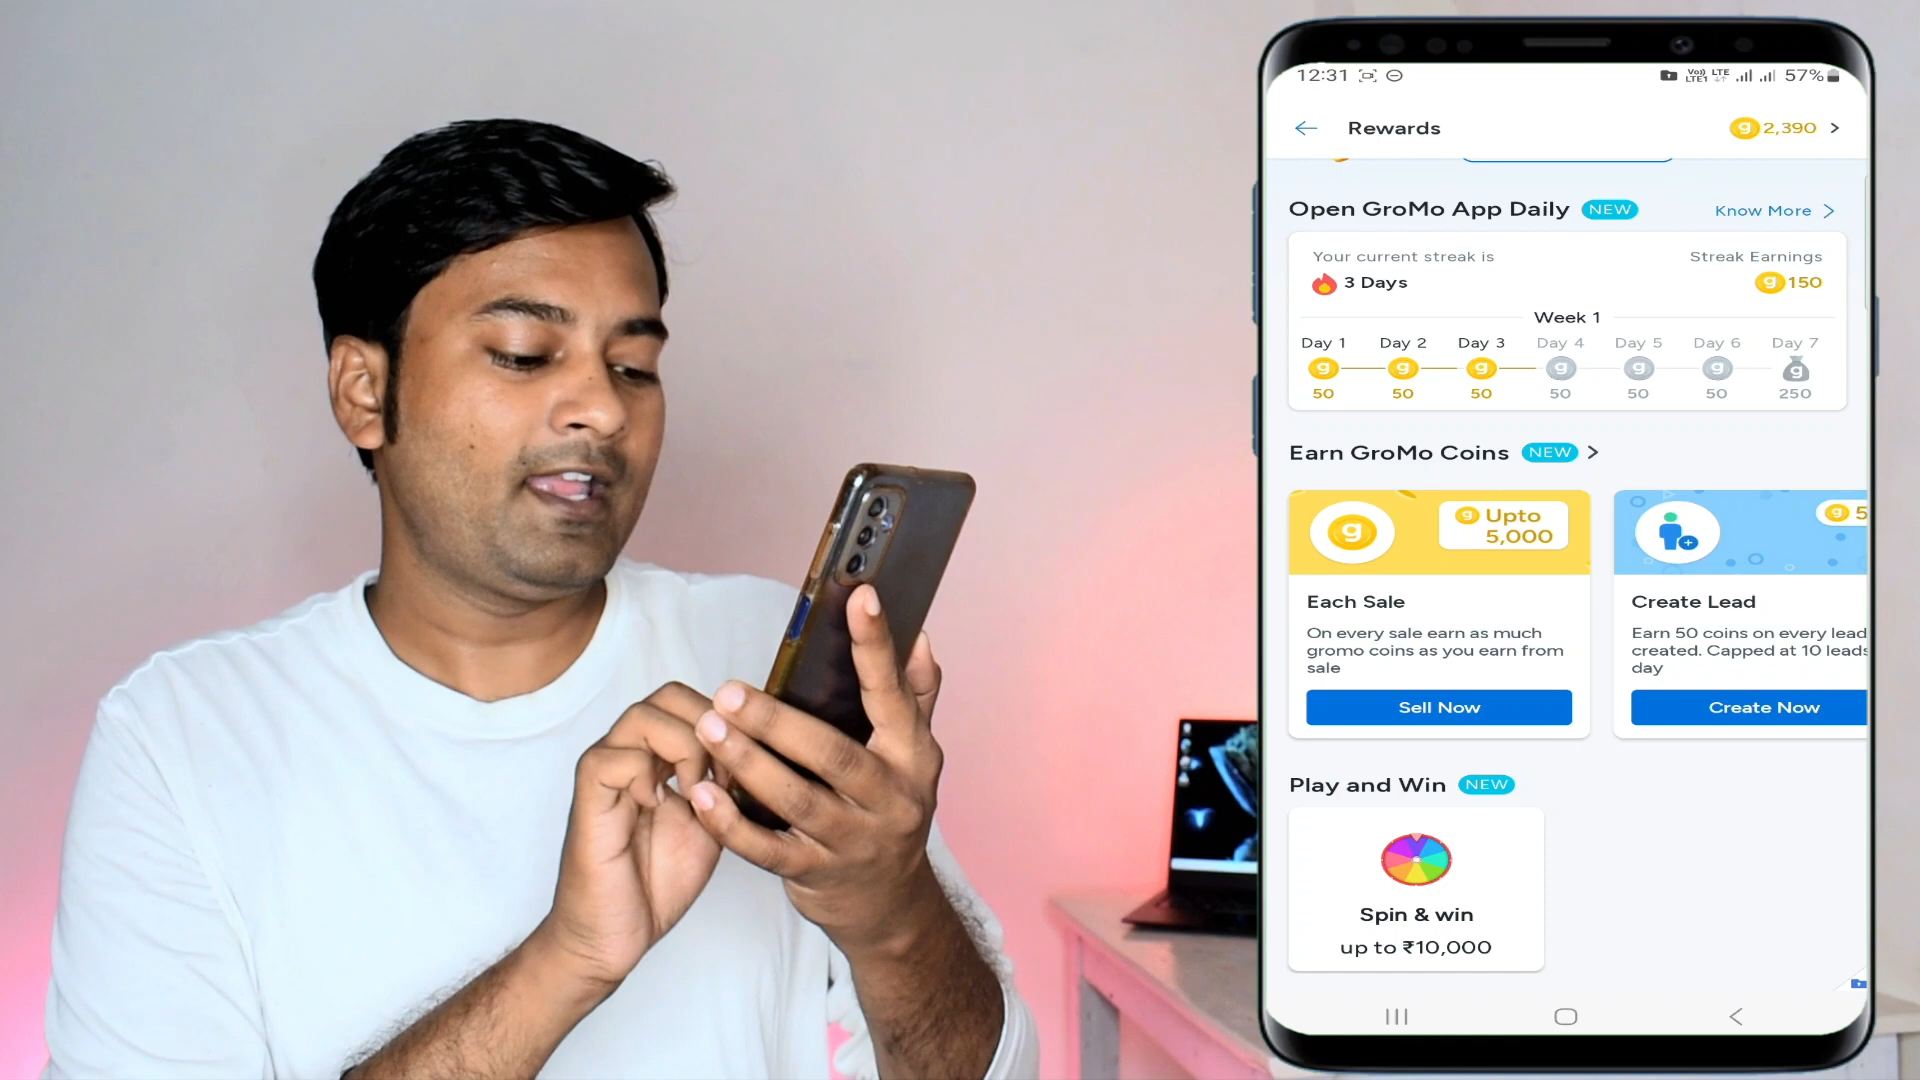 12:31 Vo) LTE1 LTE 57%
Rewards g 2,390
Open GroMo App Daily NEW Know More
Your current streak is Streak Earnings
3 Days g 150
Week 1
Day 1 Day 2 Day 3 Day 4 Day 5 Day 6 Day 7
g g g g g g g
50 50 50 50 50 50 250
Earn GroMo Coins NEW
g g Upto
5,000
g 5
Each Sale
On every sale earn as much
gromo coins as you earn from
sale
Sell Now
Create Lead
Earn 50 coins on every lead
created. Capped at 10 leads
day
Create Now
Play and Win NEW
Spin & win
up to ₹10,000